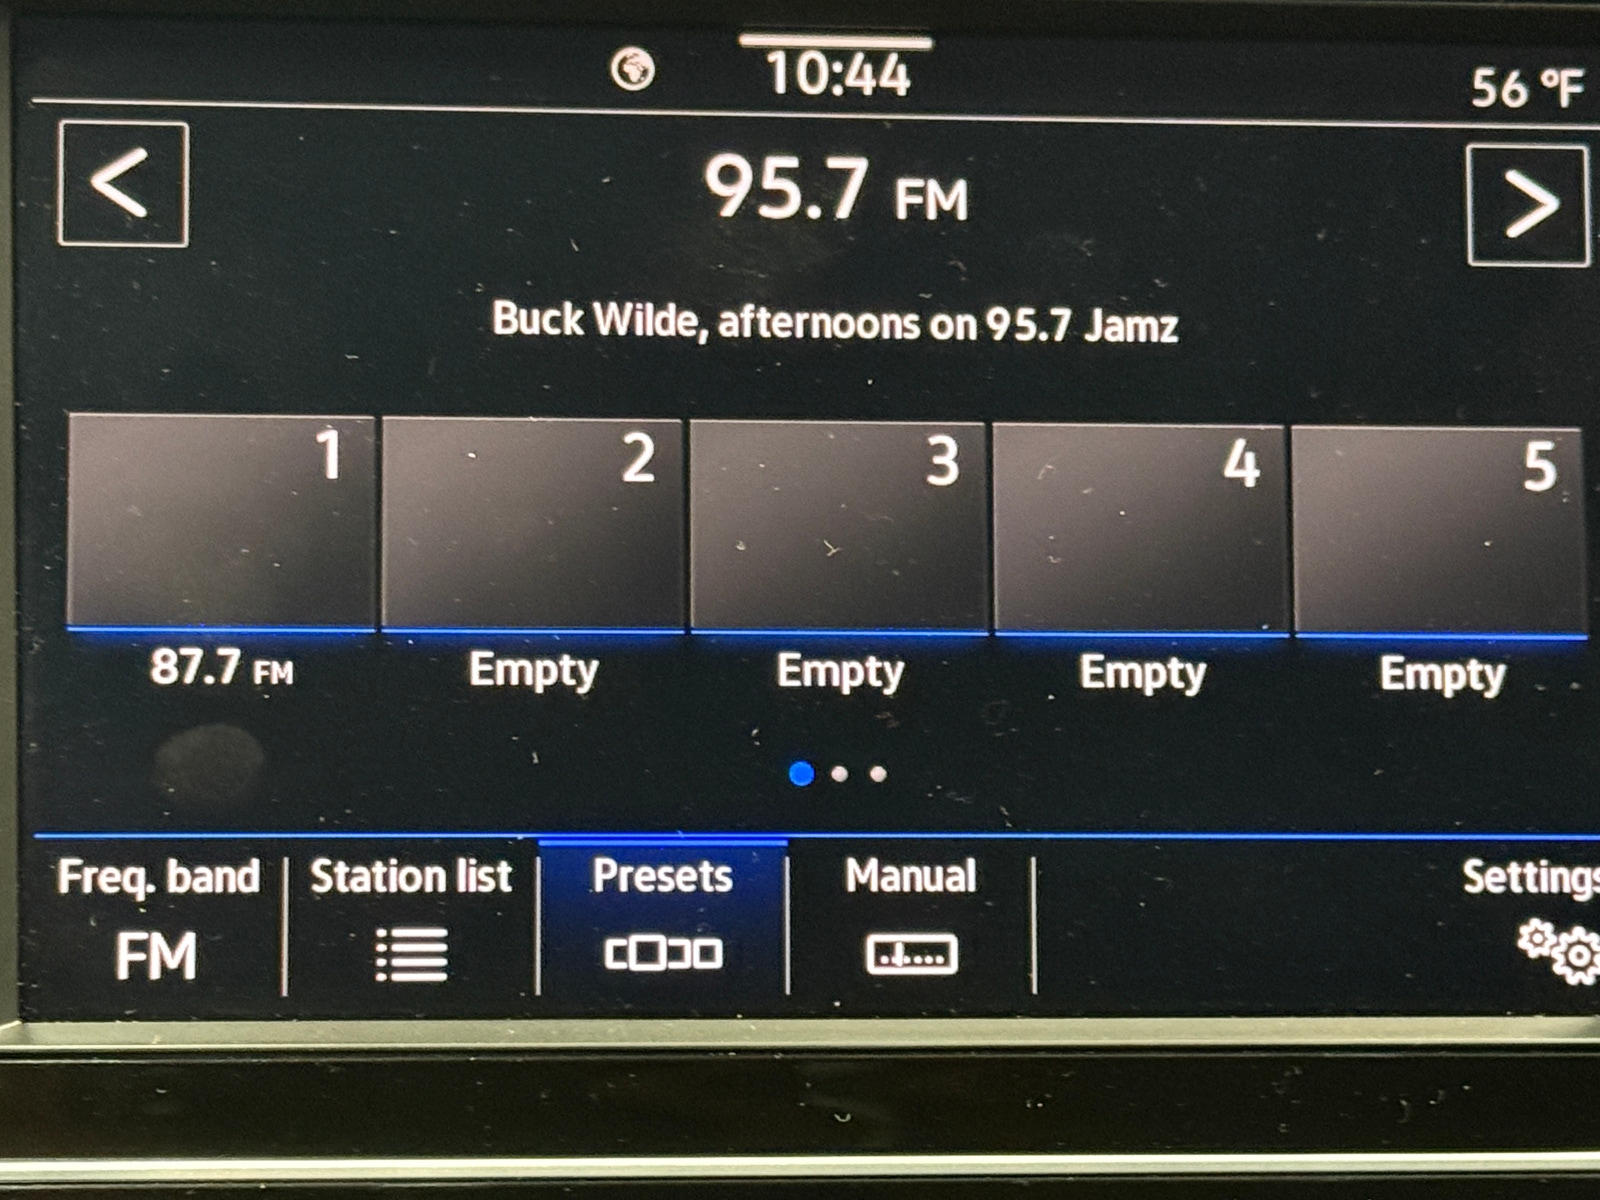 10:44
56 °F
<
95.7 FM
>
Buck Wilde, afternoons on 95.7 Jamz
1
2
3
4
5
87.7 FM
Empty
Empty
Empty
Empty
Freq. band
Station list
Presets
Manual
Settings
FM